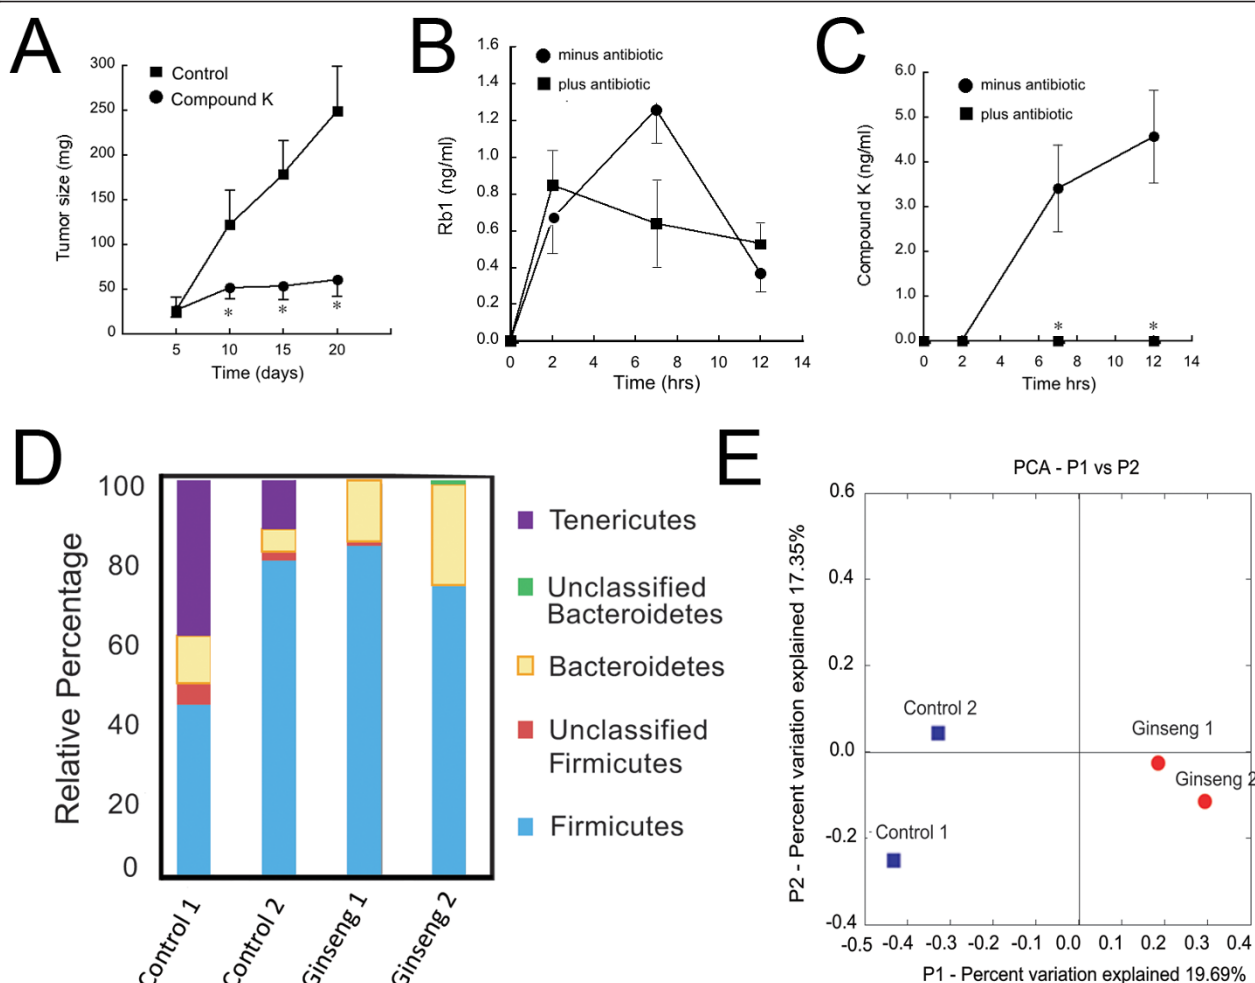 A
300
250
200
150
100
50
0
Tumor size (mg)
Control
Compound K
*
*
*
5
10
15
20
Time (days)
B
1.6
1.4
1.2
1.0
0.8
0.6
0.4
0.2
0.0
Rb1 (ng/ml)
minus antibiotic
plus antibiotic
0
2
4
6
8
10
12
14
Time (hrs)
C
6.0
5.0
4.0
3.0
2.0
1.0
0.0
Compound K (ng/ml)
minus antibiotic
plus antibiotic
*
*
0
2
4
6
8
10
12
14
Time hrs)
D
100
80
60
40
20
0
Relative Percentage
Control 1
Control 2
Ginseng 1
Ginseng 2
Tenericutes
Unclassified
Bacteroidetes
Bacteroidetes
Unclassified
Firmicutes
Firmicutes
E
PCA - P1 vs P2
0.6
0.4
0.2
0.0
-0.2
-0.4
P2 - Percent variation explained 17.35%
Control 2
Ginseng 1
Ginseng 2
Control 1
-0.5
-0.4
-0.3
-0.2
-0.1
0.0
0.1
0.2
0.3
0.4
P1 - Percent variation explained 19.69%